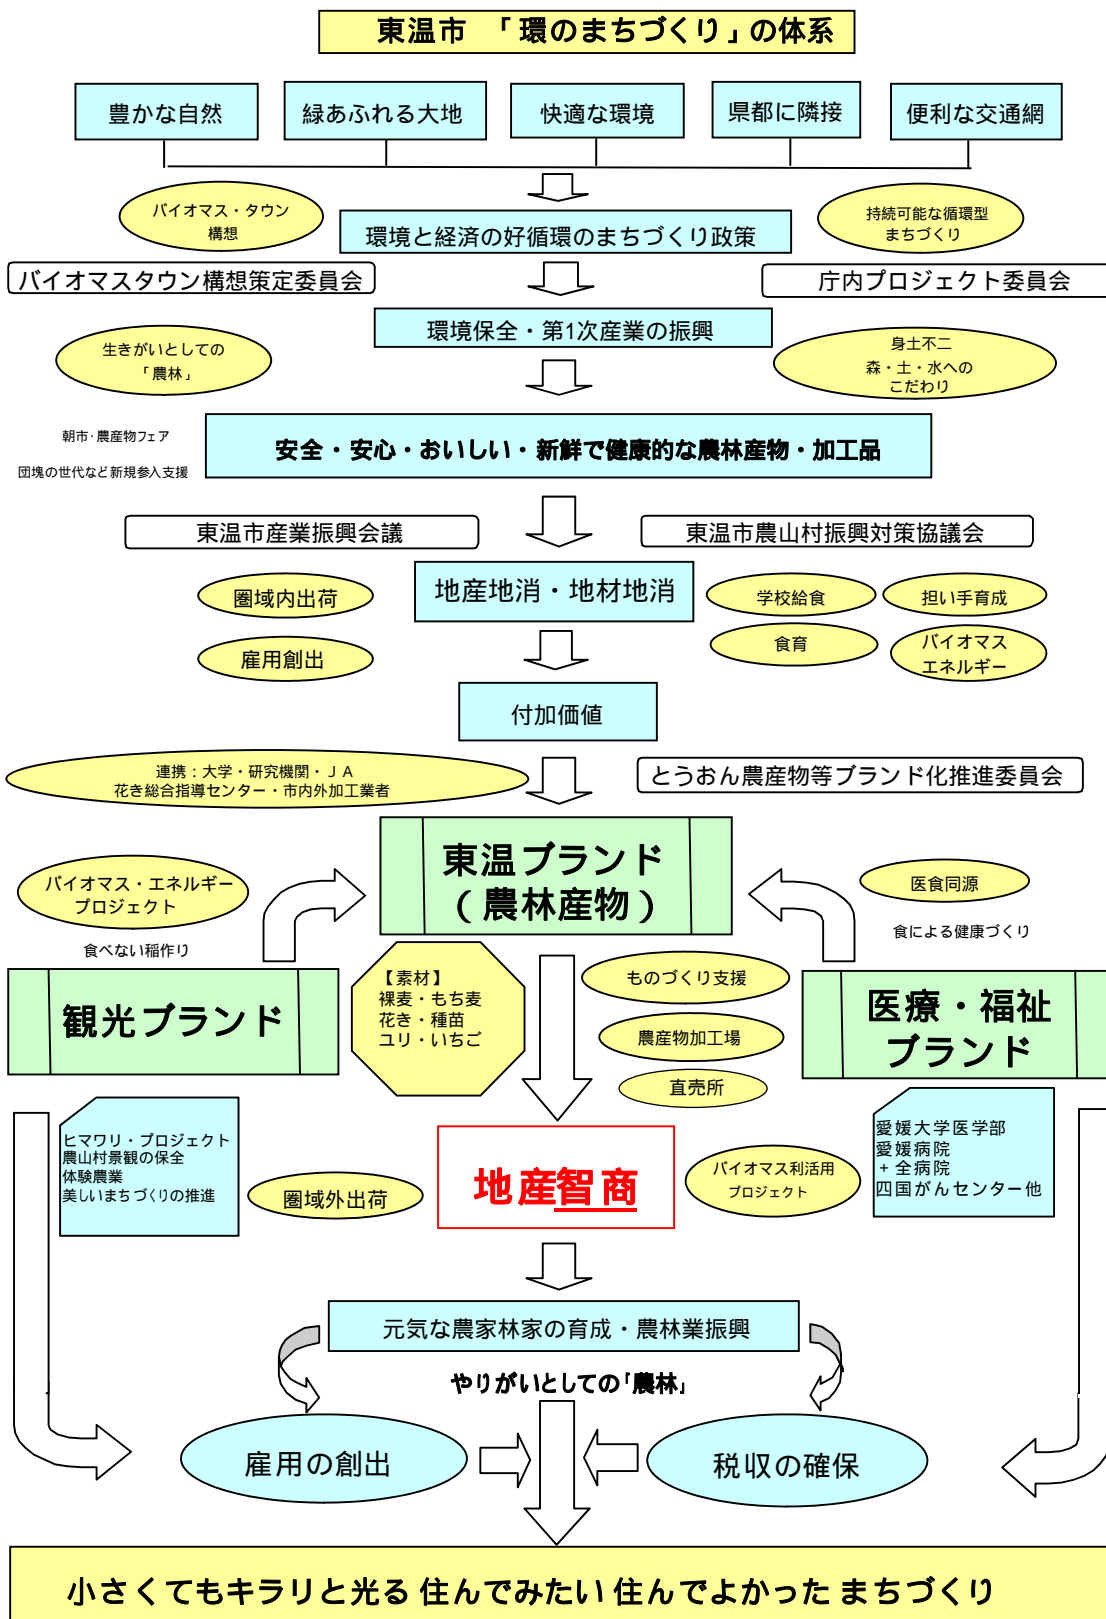 東温市 「環のまちづくり」の体系
豊かな自然
緑あふれる大地
快適な環境
県都に隣接
便利な交通網
バイオマス・タウン
構想
環境と経済の好循環のまちづくり政策
持続可能な循環型
まちづくり
バイオマスタウン構想策定委員会
庁内プロジェクト委員会
環境保全・第1次産業の振興
生きがいとしての
「農林」
身土不二
森・土・水への
こだわり
朝市・農産物フェア
団塊の世代など新規参入支援
安全・安心・おいしい・新鮮で健康的な農林産物・加工品
東温市産業振興会議
東温市農山村振興対策協議会
圏域内出荷
地産地消・地材地消
学校給食
担い手育成
雇用創出
食育
バイオマス
エネルギー
付加価値
連携：大学・研究機関・ＪＡ
花き総合指導センター・市内外加工業者
とうおん農産物等ブランド化推進委員会
東温ブランド
（農林産物）
バイオマス・エネルギー
プロジェクト
食べない稲作り
医食同源
食による健康づくり
観光ブランド
【素材】
裸麦・もち麦
花き・種苗
ユリ・いちご
ものづくり支援
農産物加工場
直売所
医療・福祉
ブランド
ヒマワリ・プロジェクト
農山村景観の保全
体験農業
美しいまちづくりの推進
圏域外出荷
地産智商
バイオマス利活用
プロジェクト
愛媛大学医学部
愛媛病院
＋全病院
四国がんセンター他
元気な農家林家の育成・農林業振興
やりがいとしての「農林」
雇用の創出
税収の確保
小さくてもキラリと光る 住んでみたい 住んでよかった まちづくり